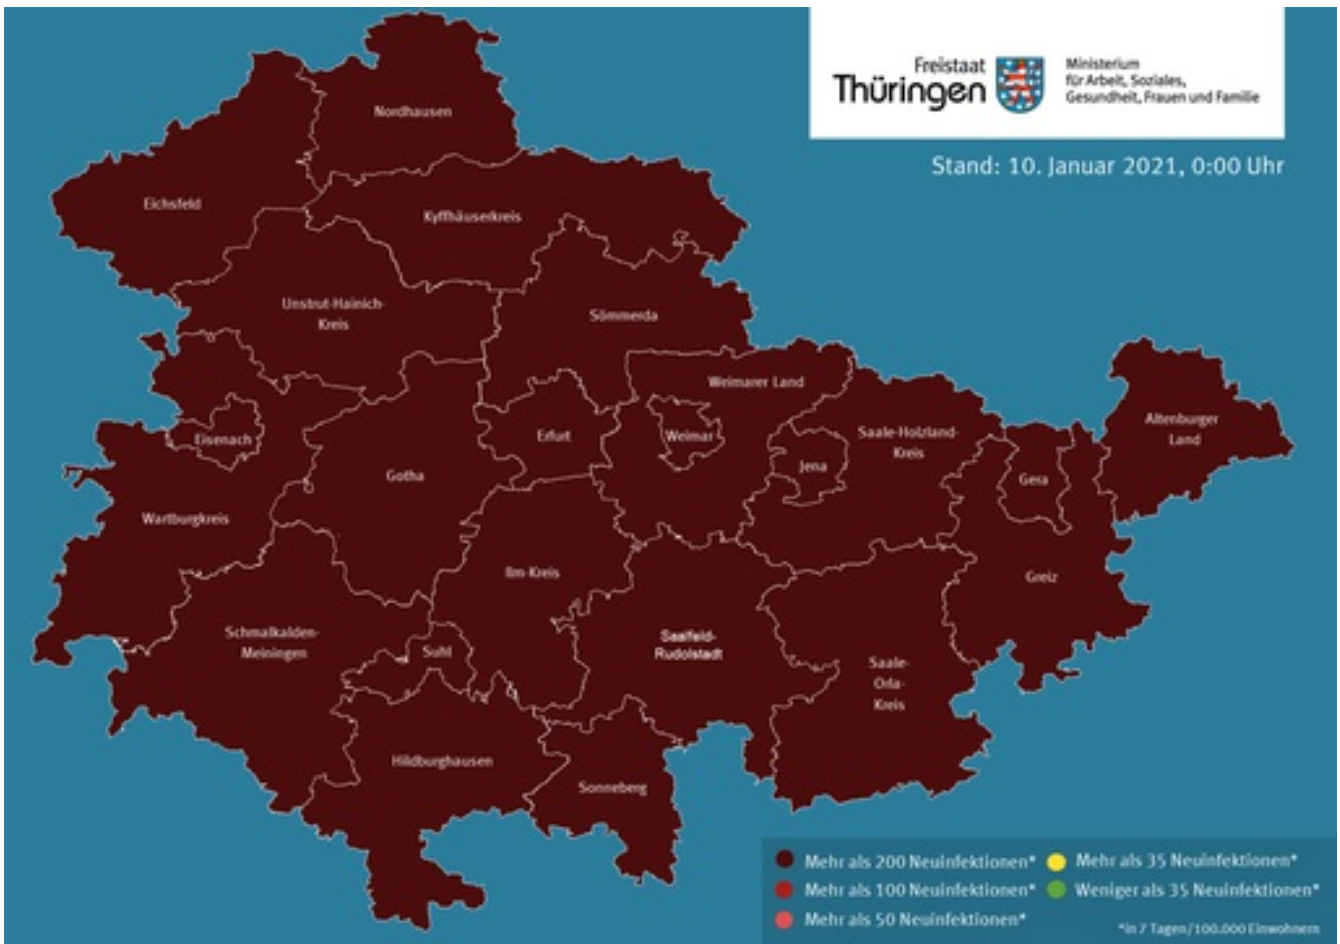 Freistaat
Thüringen
Ministerium
für Arbeit, Soziales,
Gesundheit, Frauen und Familie
Stand: 10. Januar 2021, 0:00 Uhr
Nordhausen
Eichsfeld
Kyffhäuserkreis
Unstrut-Hainich-
Kreis
Sömmerda
Weimarer Land
Eisenach
Erfurt
Weimar
Saale-Holzland-
Kreis
Altenburger
Land
Jena
Gotha
Gera
Wartburgkreis
Ilm-Kreis
Greiz
Schmalkalden-
Meiningen
Suhl
Saalfeld-
Rudolstadt
Saale-
Orla-
Kreis
Hildburghausen
Sonneberg
Mehr als 200 Neuinfektionen*
Mehr als 100 Neuinfektionen*
Mehr als 50 Neuinfektionen*
Mehr als 35 Neuinfektionen*
Weniger als 35 Neuinfektionen*
*in 7 Tagen/100.000 Einwohnern